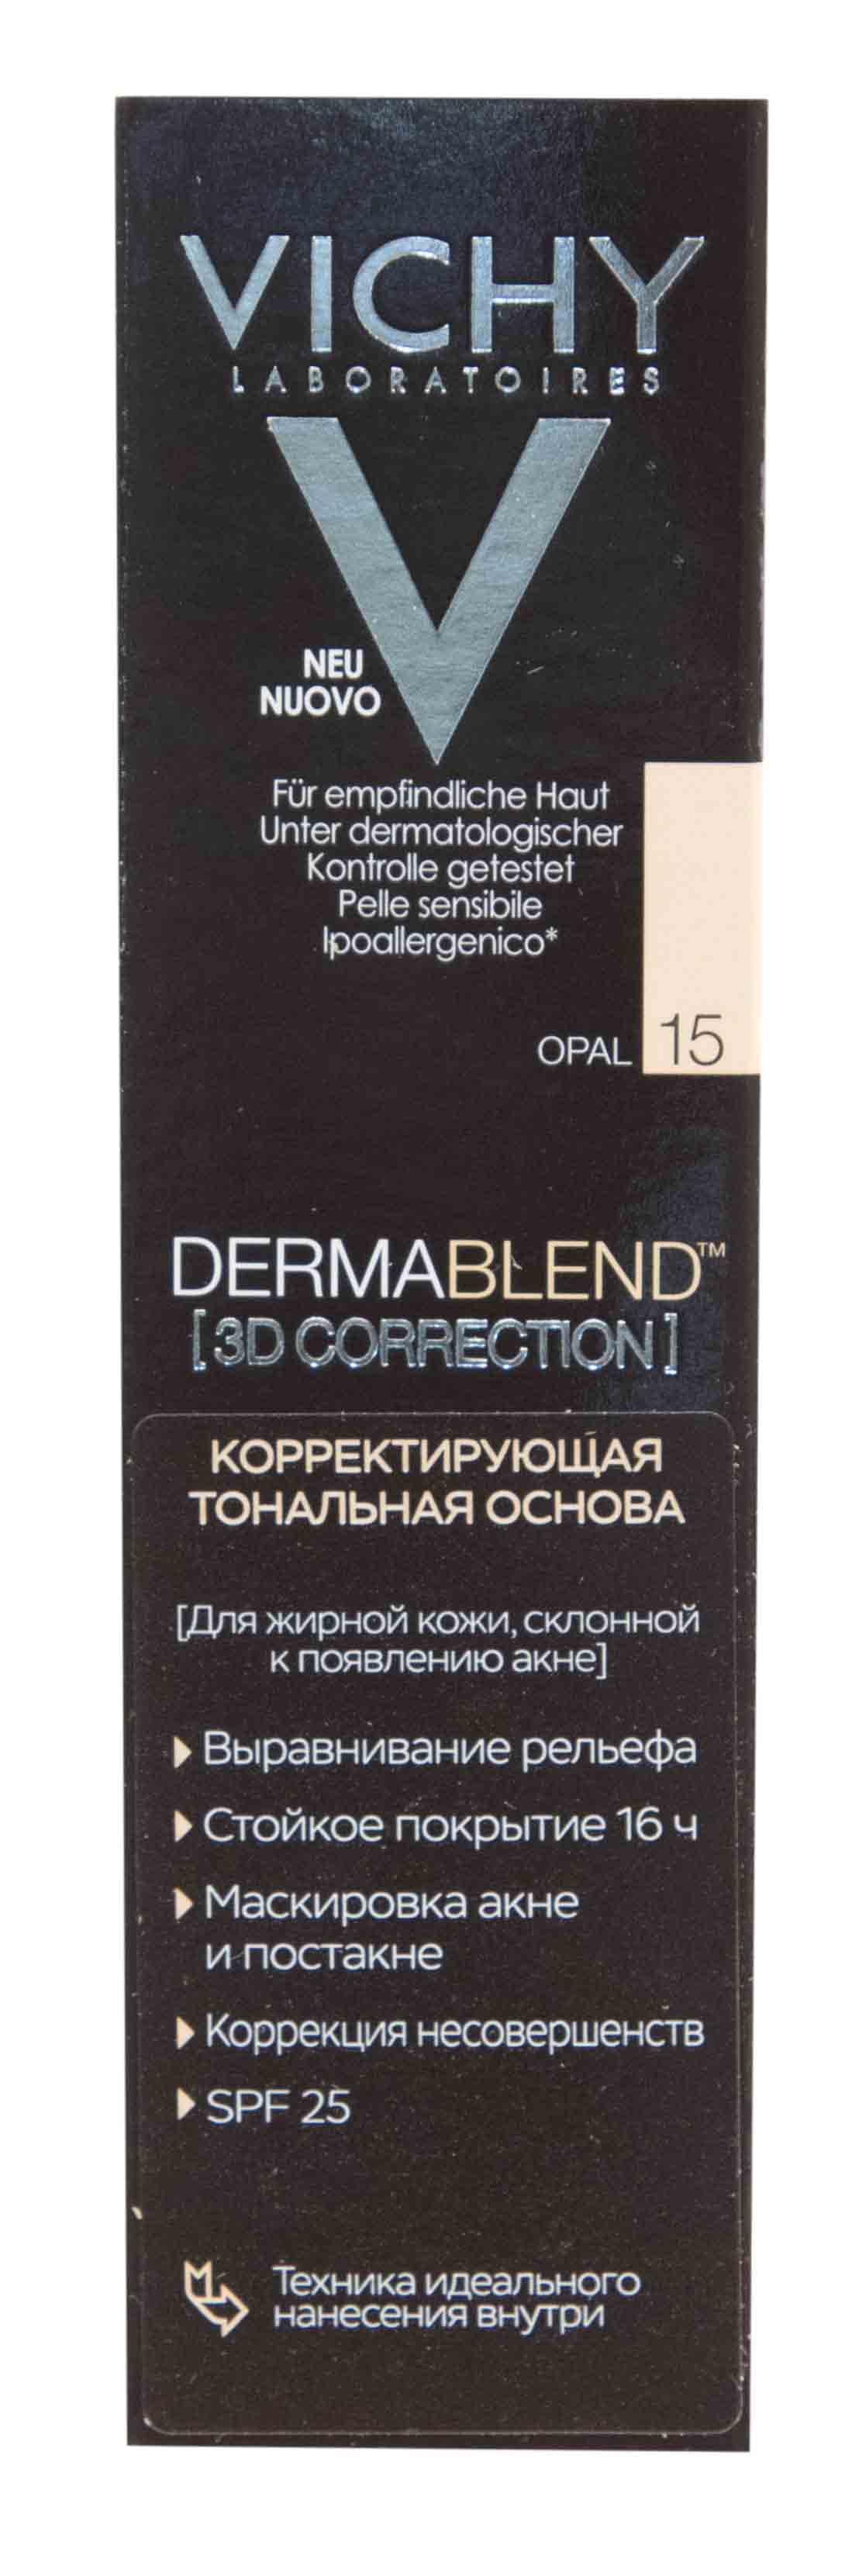 VICHY
LABORATOIRES
NEU
NUOVO
Für empfindliche Haut
Unter dermatologischer
Kontrolle getestet
Pelle sensibile
Ipoallergenico*
OPAL 15
DERMABLEND™
[3D CORRECTION]
КОРРЕКТИРУЮЩАЯ
ТОНАЛЬНАЯ ОСНОВА
[Для жирной кожи, склонной
к появлению акне]
Выравнивание рельефа
Стойкое покрытие 16 ч
Маскировка акне
и постакне
Коррекция несовершенств
SPF 25
Техника идеального
нанесения внутри